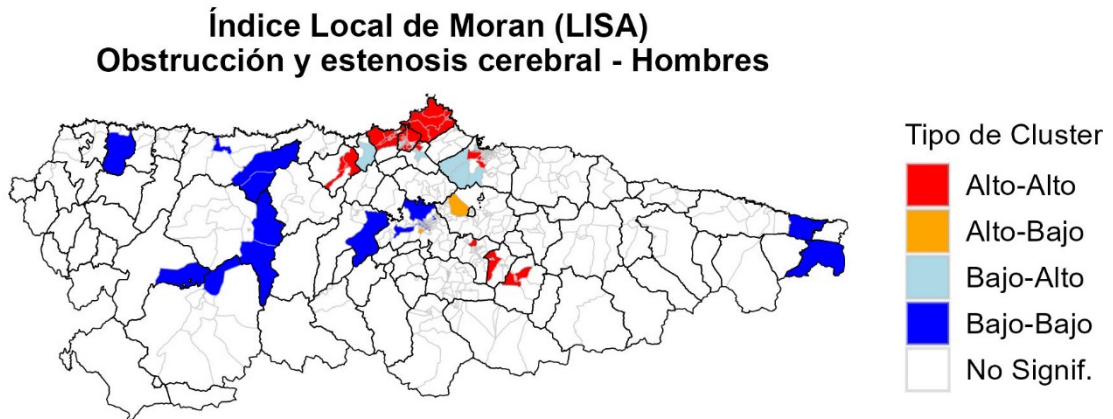 Índice Local de Moran (LISA)
Obstrucción y estenosis cerebral - Hombres
Tipo de Cluster
Alto-Alto
Alto-Bajo
Bajo-Alto
Bajo-Bajo
No Signif.